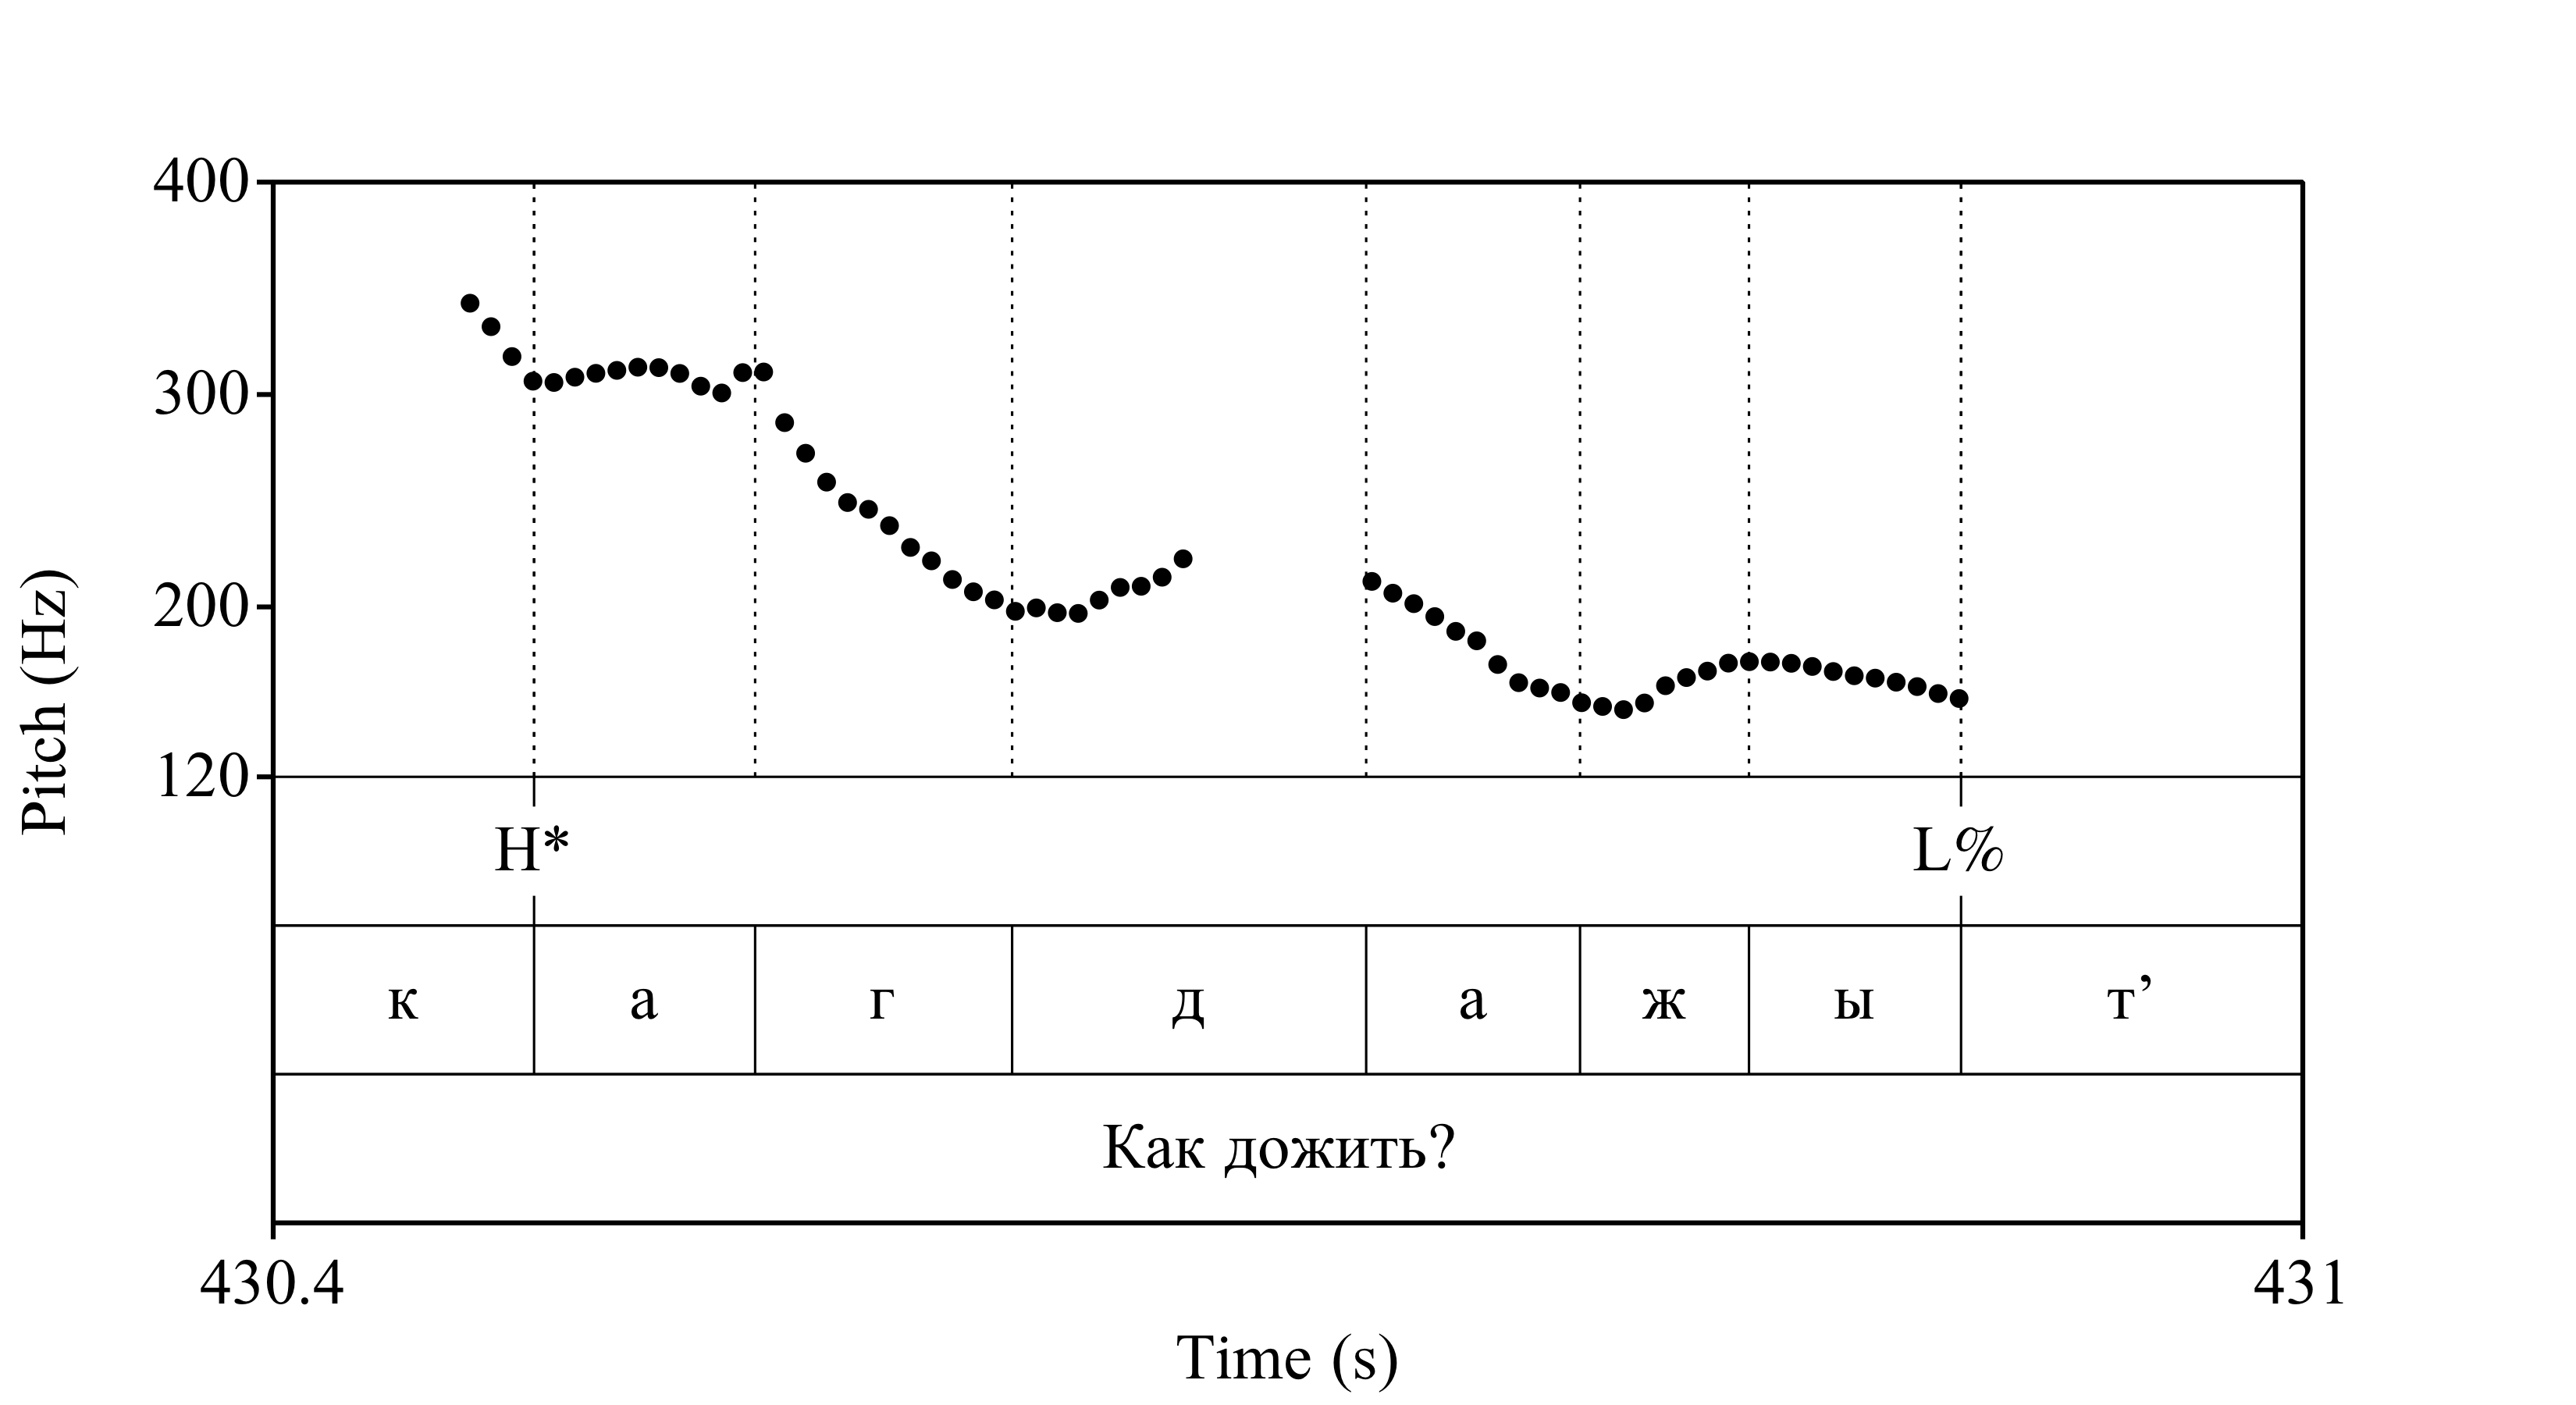 400
300
200
120
Pitch (Hz)
H* L%
к а г д а ж ы т’
Как дожить?
430.4 431
Time (s)